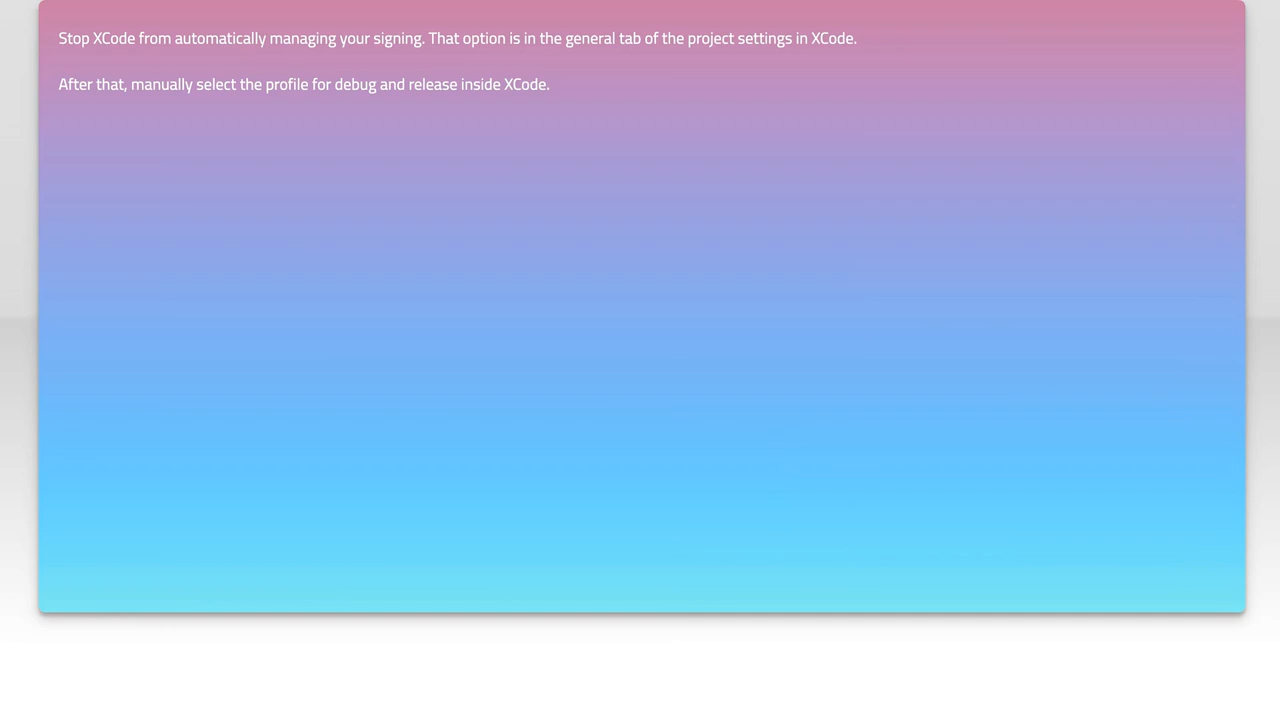 Stop XCode from automatically managing your signing. That option is in the general tab of the project settings in XCode.
After that, manually select the profile for debug and release inside XCode.